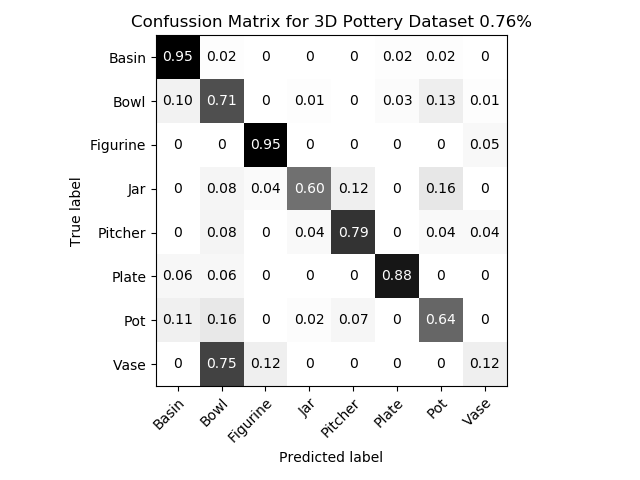 Confussion Matrix for 3D Pottery Dataset 0.76%
Basin 0.95 0.02 0 0 0 0.02 0.02 0
Bowl 0.10 0.71 0 0.01 0 0.03 0.13 0.01
Figurine 0 0 0.95 0 0 0 0 0.05
Jar 0 0.08 0.04 0.60 0.12 0 0.16 0
Pitcher 0 0.08 0 0.04 0.79 0 0.04 0.04
Plate 0.06 0.06 0 0 0 0.88 0 0
Pot 0.11 0.16 0 0.02 0.07 0 0.64 0
Vase 0 0.75 0.12 0 0 0 0 0.12
True label
Basin Bowl Figurine Jar Pitcher Plate Pot Vase
Predicted label